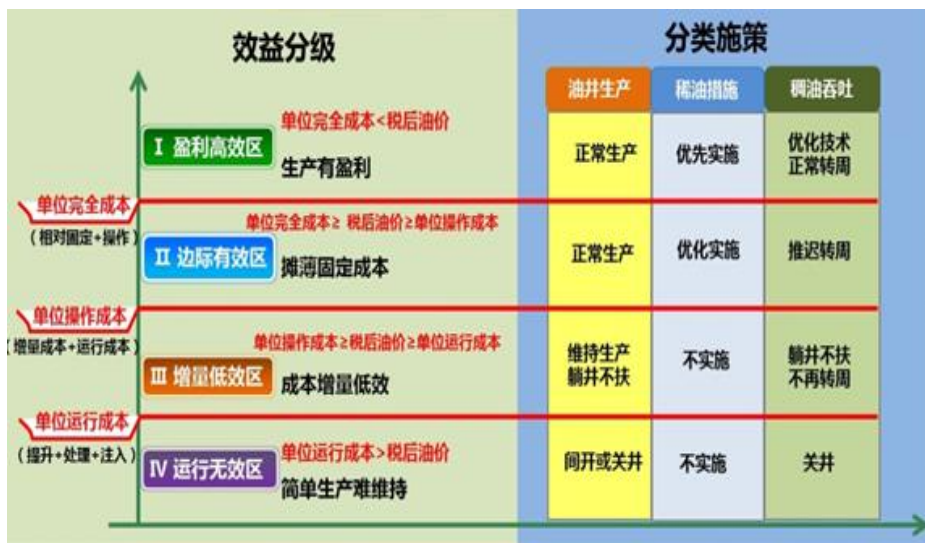 效益分级
分类施策
油井生产
稀油措施
稠油吞吐
单位完全成本<税后油价
I 盈利高效区
生产有盈利
正常生产
优先实施
优化技术
正常转周
单位完全成本
(相对固定+操作)
单位完全成本≥ 税后油价≥单位操作成本
II 边际有效区
摊薄固定成本
正常生产
优化实施
推迟转周
单位操作成本
(增量成本+运行成本)
单位操作成本≥税后油价≥单位运行成本
III 增量低效区
成本增量低效
维持生产
躺井不扶
不实施
躺井不扶
不再转周
单位运行成本
(提升+处理+注入)
单位运行成本>税后油价
IV 运行无效区
简单生产难维持
间开或关井
不实施
关井